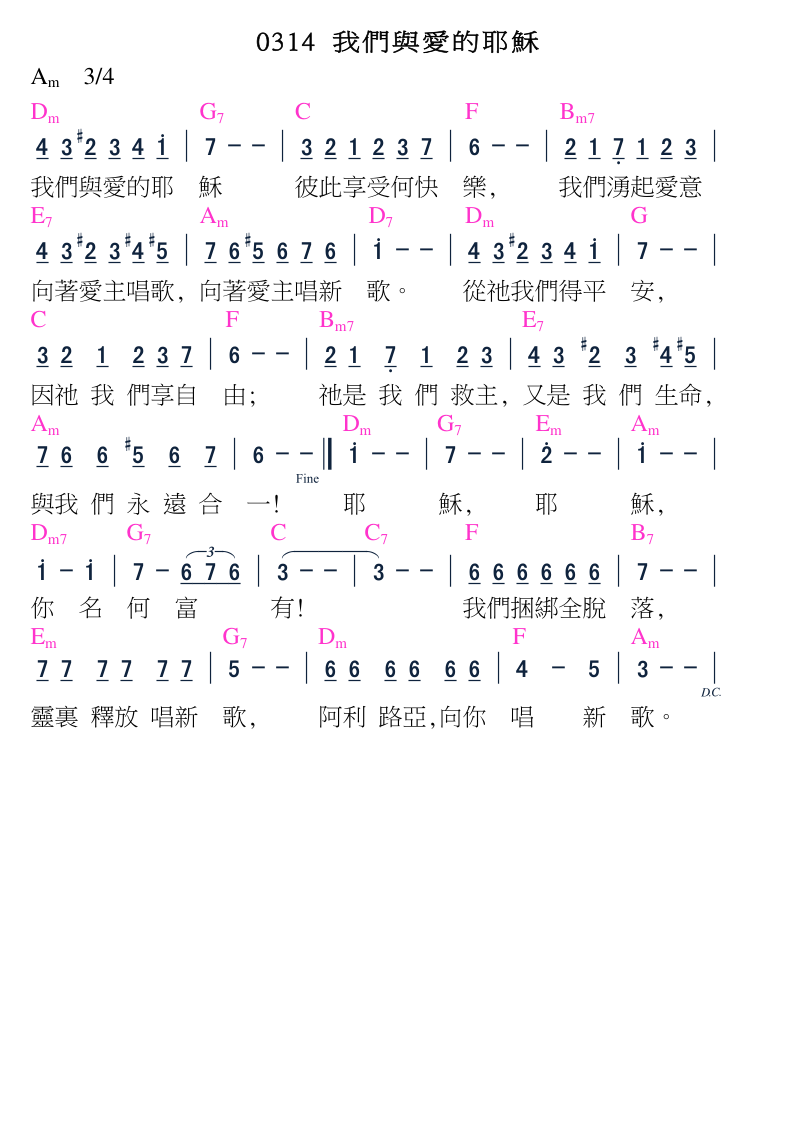 0314 我們與愛的耶穌
Am 3/4
Dm G7 C F Bm7
4 3 #2 3 4 i | 7 - - | 3 2 1 2 3 7 | 6 - - | 2 1 7 1 2 3 |
我們與愛的耶 穌 彼此享受何快 樂, 我們湧起愛意
E7 Am D7 Dm G
4 3 #2 3 #4 #5 | 7 6 #5 6 7 6 | i - - | 4 3 #2 3 4 i | 7 - - |
向著愛主唱歌, 向著愛主唱新 歌。 從祂我們得平 安,
C F Bm7 E7
3 2 1 2 3 7 | 6 - - | 2 1 7 1 2 3 | 4 3 #2 3 #4 #5 |
因祂 我 們享自 由; 祂是 我 們 救主, 又是 我 們 生命,
Am Dm G7 Em Am
7 6 6 #5 6 7 | 6 - - || i - - | 7 - - | 2 - - | i - - |
Fine
與我 們 永 遠 合 一! 耶 穌, 耶 穌,
Dm7 G7 C C7 F B7
i - i | 7 - 3 6 7 6 | 3 - - | 3 - - | 6 6 6 6 6 6 | 7 - - |
你 名 何 富 有! 我們捆綁全脫 落,
Em G7 Dm F Am
7 7 7 7 7 7 | 5 - - | 6 6 6 6 6 6 | 4 - 5 | 3 - - |
D.C.
靈裏 釋放 唱新 歌, 阿利 路亞,向你 唱 新 歌。